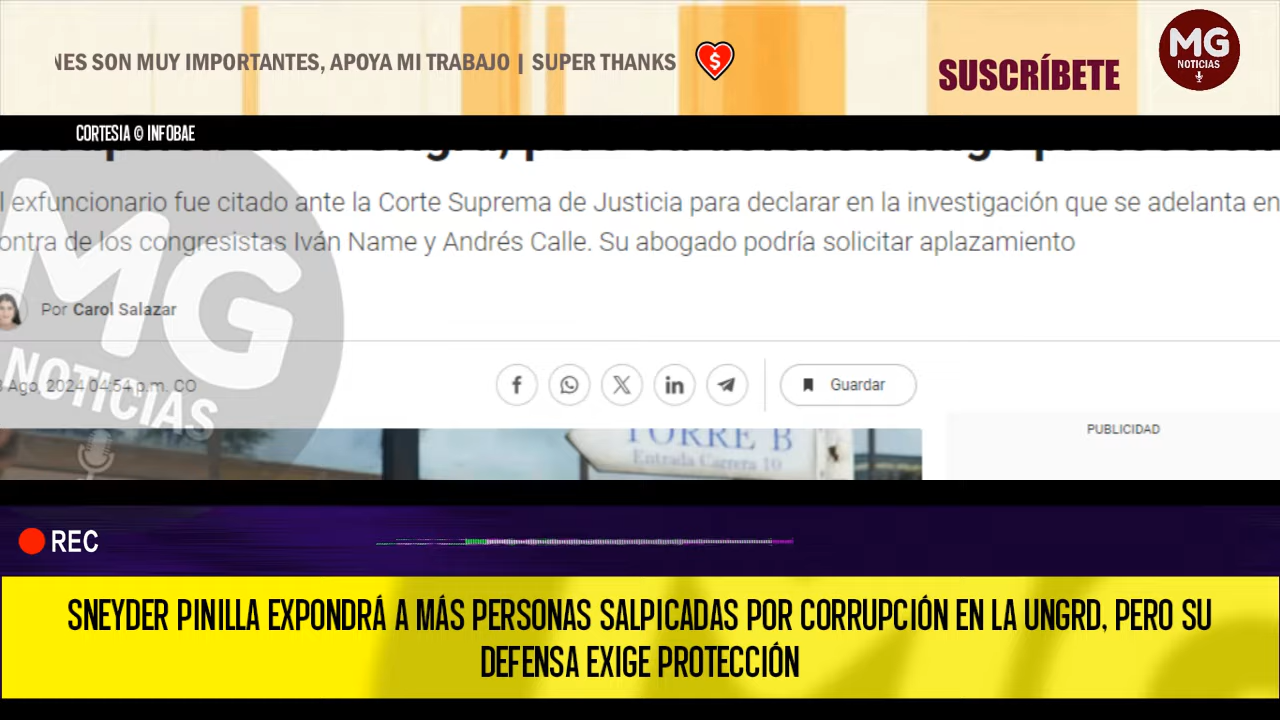 SON MUY IMPORTANTES, APOYA MI TRABAJO | SUPER THANKS
SUSCRÍBETE
MG
NOTICIAS
CORTESIA © INFOBAE
exfuncionario fue citado ante la Corte Suprema de Justicia para declarar en la investigación que se adelanta en
de los congresistas Iván Name y Andrés Calle. Su abogado podría solicitar aplazamiento
Por Carol Salazar
MG
NOTICIAS
Ago, 2024 04:54 p.m. CO
Guardar
PUBLICIDAD
TORRE B
Entrada Carrera 10
REC
SNEYDER PINILLA EXPONDRÁ A MÁS PERSONAS SALPICADAS POR CORRUPCIÓN EN LA UNGRD, PERO SU
DEFENSA EXIGE PROTECCIÓN